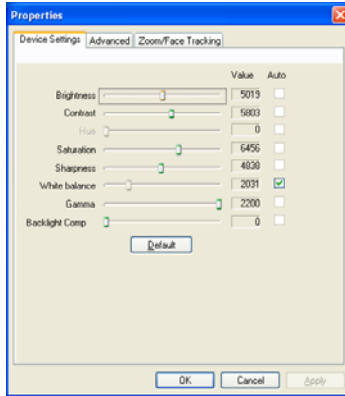 Properties
Device Settings Advanced Zoom/Face Tracking
Value Auto
Brightness 5019
Contrast 5803
Hue 0
Saturation 6456
Sharpness 4838
White balance 2031
Gamma 2200
Backlight Comp 0
Default
OK Cancel Apply